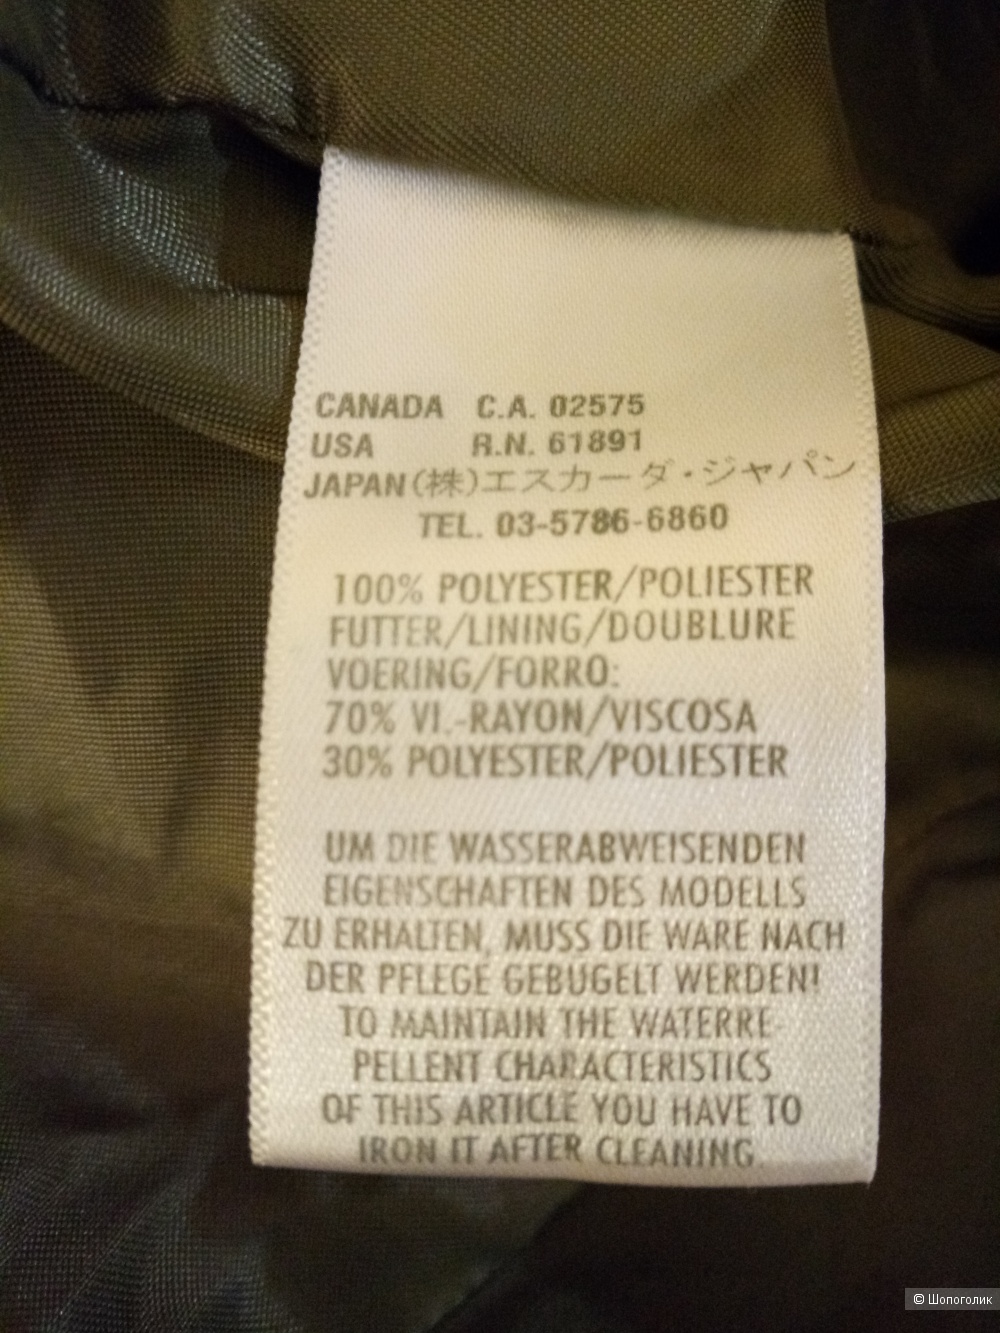 CANADA C.A. 02575
USA R.N. 61891
JAPAN (株)エスカーダ・ジャパン
TEL. 03-5786-6860
100% POLYESTER/POLIESTER
FUTTER/LINING/DOUBLURE
VOERING/FORRO:
70% VI.-RAYON/VISCOSA
30% POLYESTER/POLIESTER
UM DIE WASSERABWEISENDEN
EIGENSCHAFTEN DES MODELLS
ZU ERHALTEN, MUSS DIE WARE NACH
DER PFLEGE GEBÜGELT WERDEN!
TO MAINTAIN THE WATERRE-
PELLENT CHARACTERISTICS
OF THIS ARTICLE YOU HAVE TO
IRON IT AFTER CLEANING.
© Шопоголик